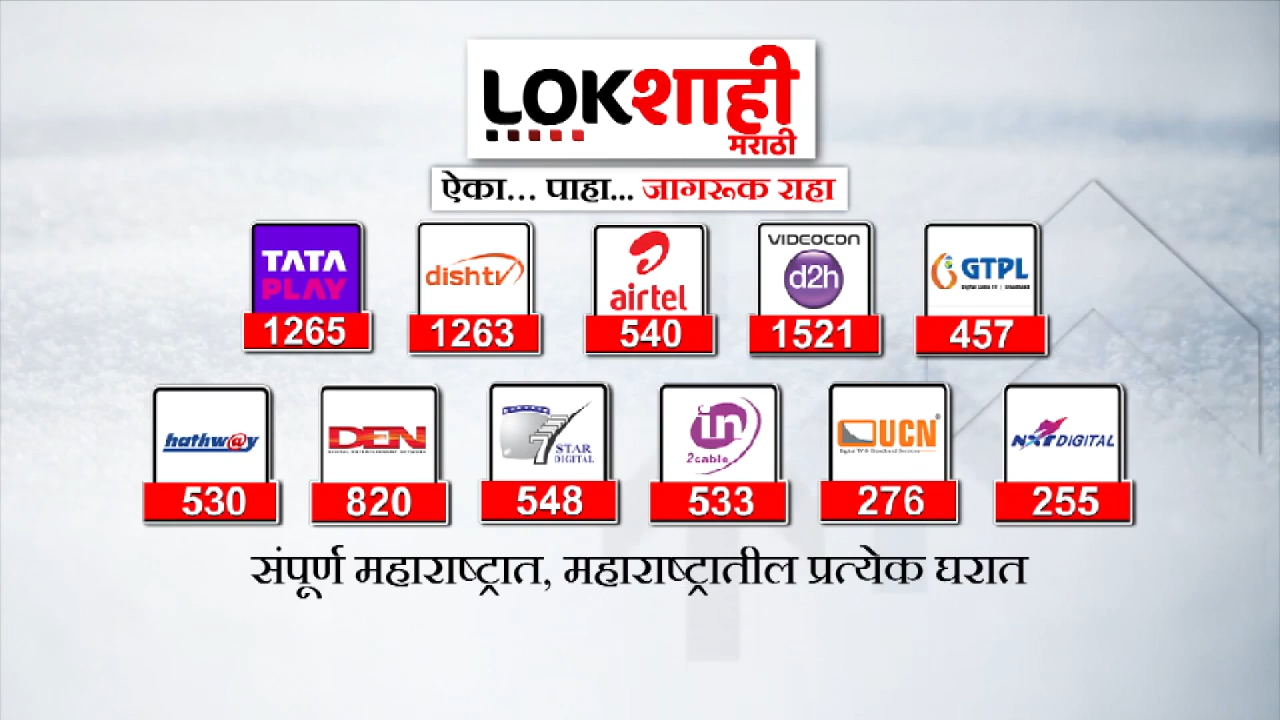 LOKशाही
मराठी
ऐका... पाहा... जागरूक राहा
TATA
PLAY
1265
dishtv
1263
airtel
540
VIDEOCON
d2h
1521
GTPL
457
hathw@y
530
DEN
820
7 STAR
DIGITAL
548
in
2cable
533
UCN
276
NXT DIGITAL
255
संपूर्ण महाराष्ट्रात, महाराष्ट्रातील प्रत्येक घरात